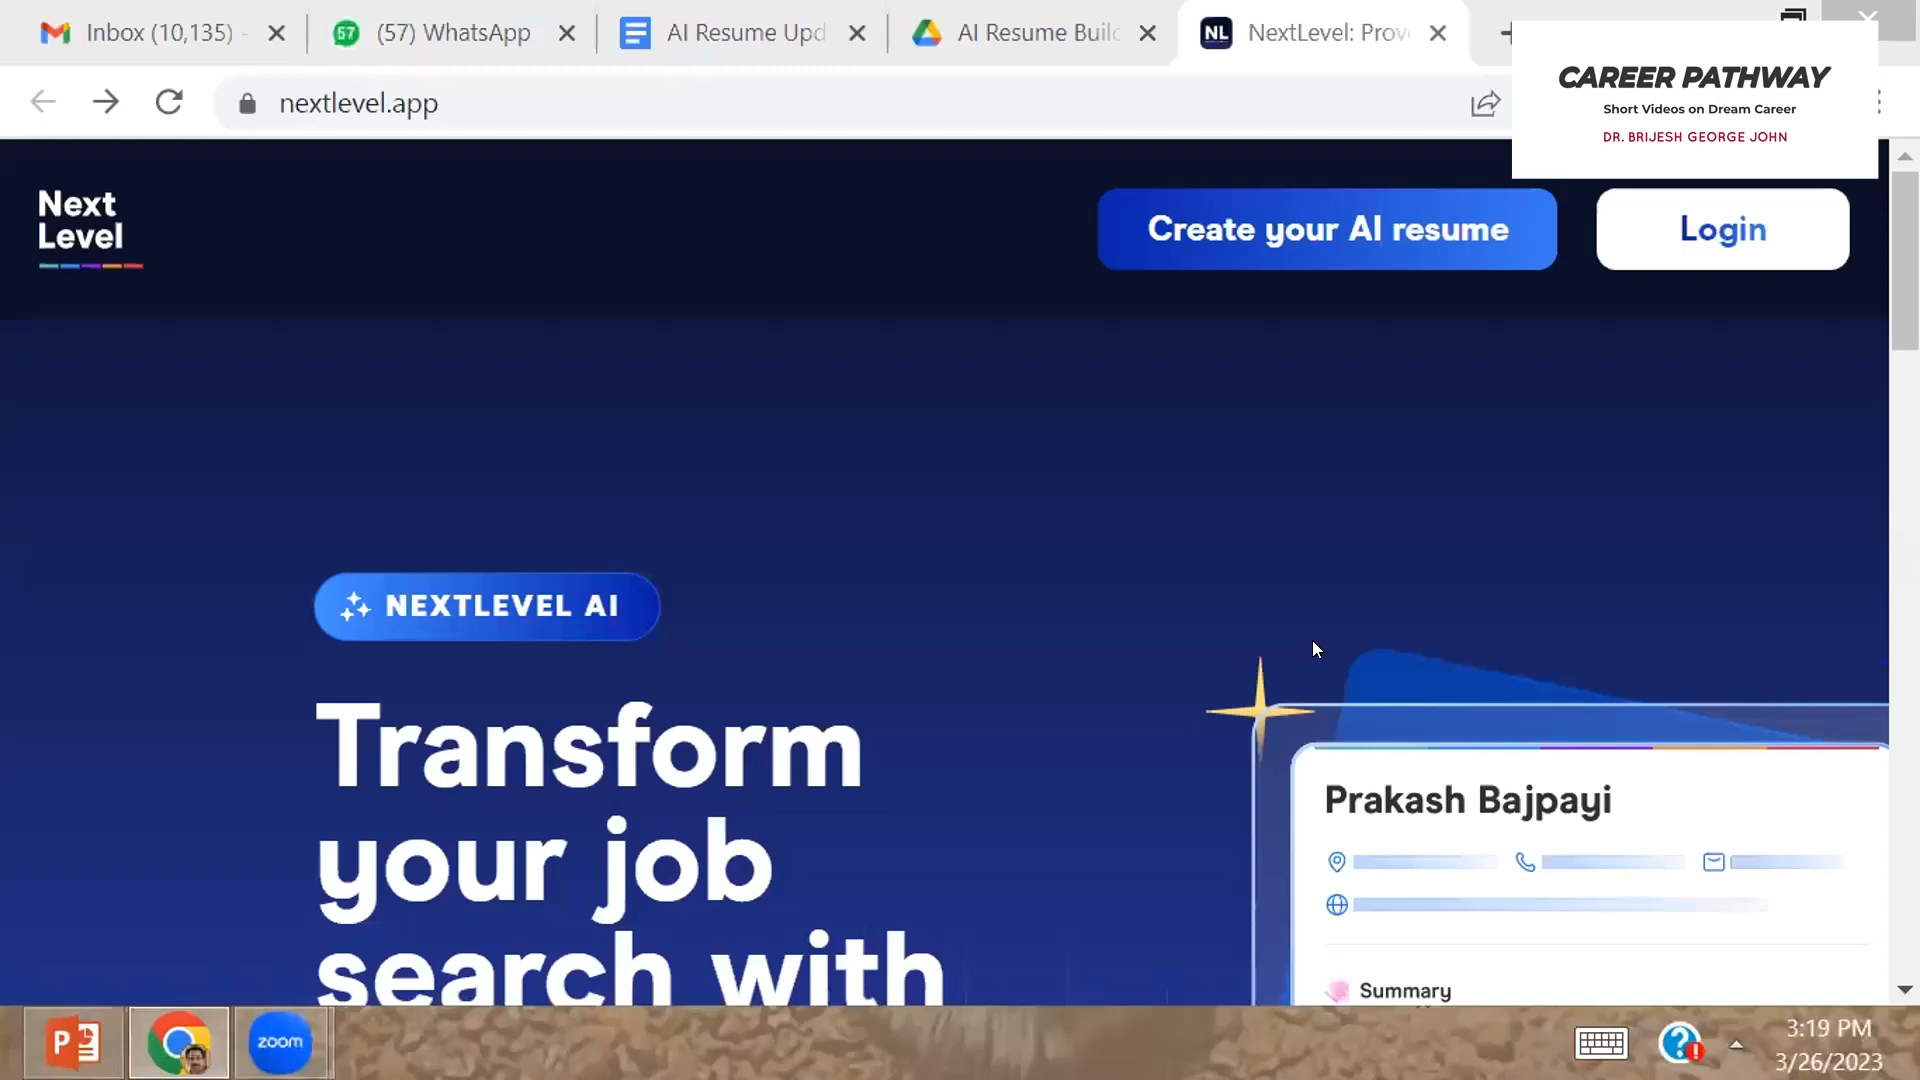 Inbox (10,135) -
57
(57) WhatsApp
AI Resume Upd
AI Resume Builc
NL
NextLevel: Prov
nextlevel.app
CAREER PATHWAY
Short Videos on Dream Career
DR. BRIJESH GEORGE JOHN
Next
Level
Create your AI resume
Login
NEXTLEVEL AI
Transform
your job
search with
Prakash Bajpayi
Summary
P
zoom
?
!
3:19 PM
3/26/2023